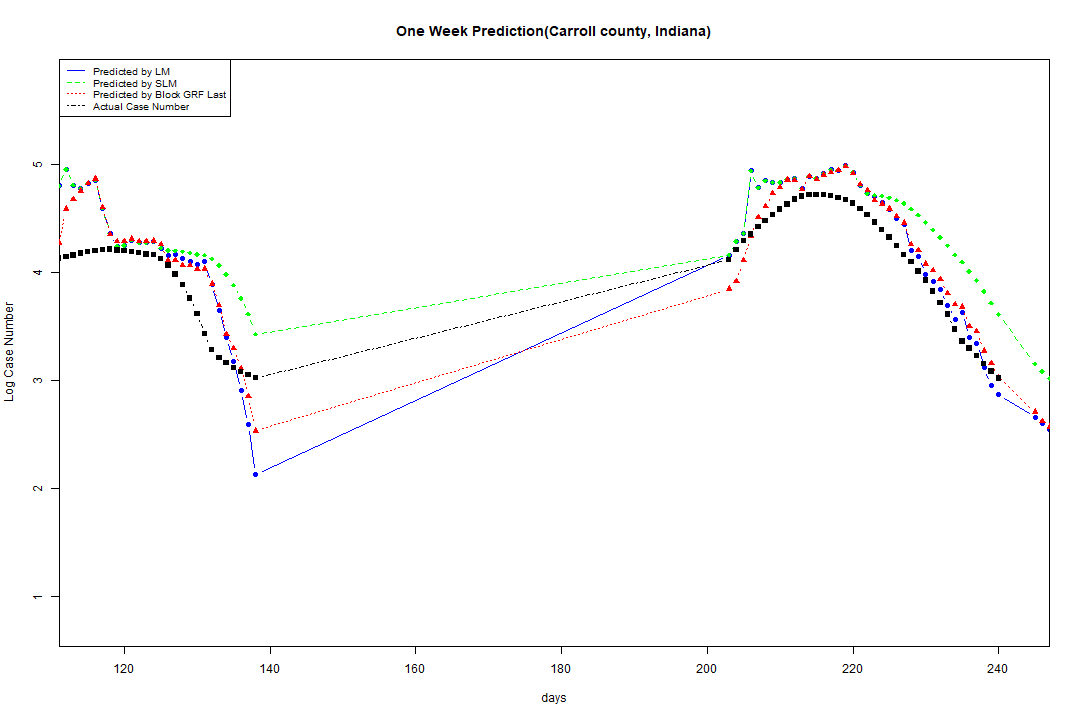 One Week Prediction(Carroll county, Indiana)
Predicted by LM
Predicted by SLM
Predicted by Block GRF Last
Actual Case Number
5
4
3
2
1
Log Case Number
120 140 160 180 200 220 240
days